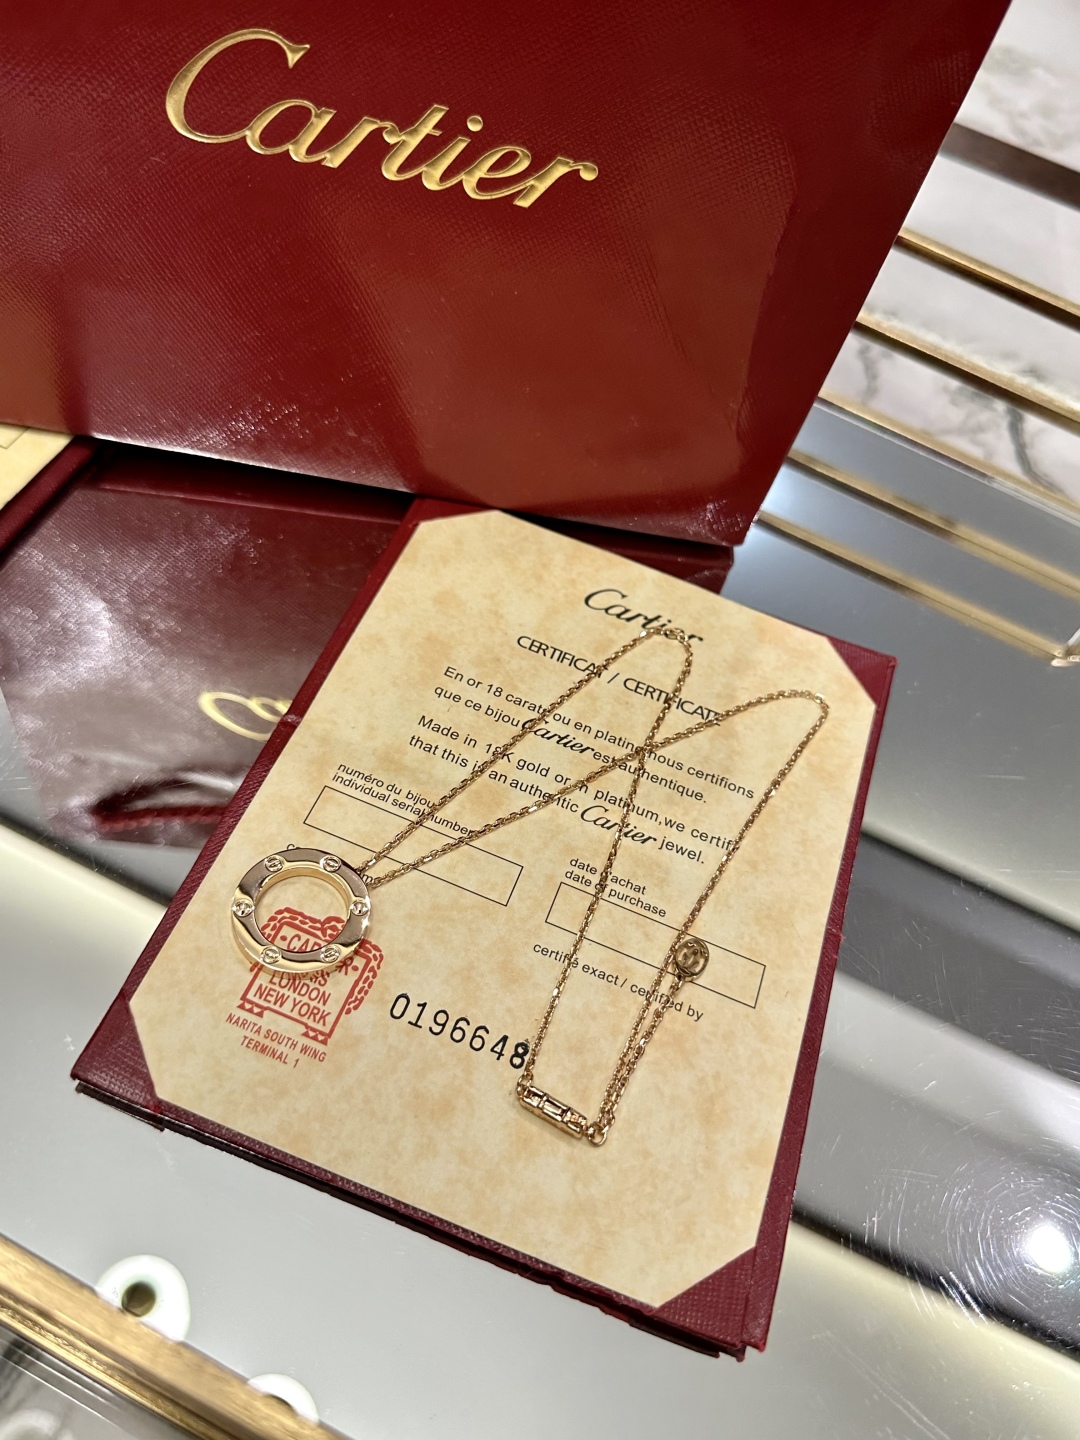 Cartier
Cartier
CERTIFICAT / CERTIFICATE
En or 18 carats ou en platine, nous certifions
que ce bijou Cartier est authentique.
Made in 18K gold or in platinum, we certify
that this is an authentic Cartier jewel.
numéro du bijou
individual serial number
date d'achat
date of purchase
certifié exact / certified by
CARTIER
LONDON
NEW YORK
NARITA SOUTH WING
TERMINAL 1
0196648